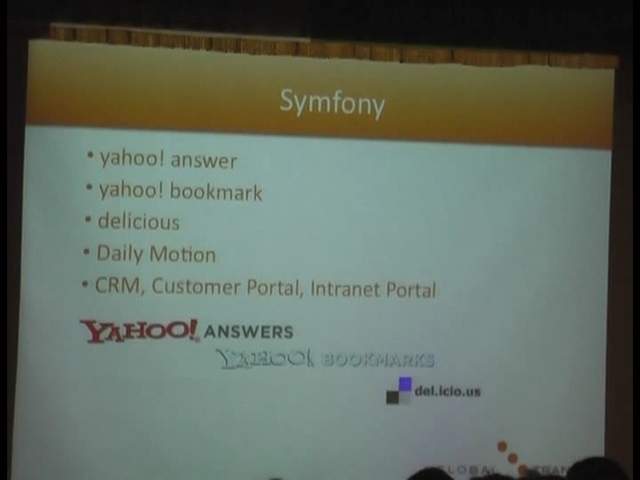 Symfony
• yahoo! answer
• yahoo! bookmark
• delicious
• Daily Motion
• CRM, Customer Portal, Intranet Portal
YAHOO! ANSWERS
YAHOO! BOOKMARKS
del.icio.us
GLOBAL